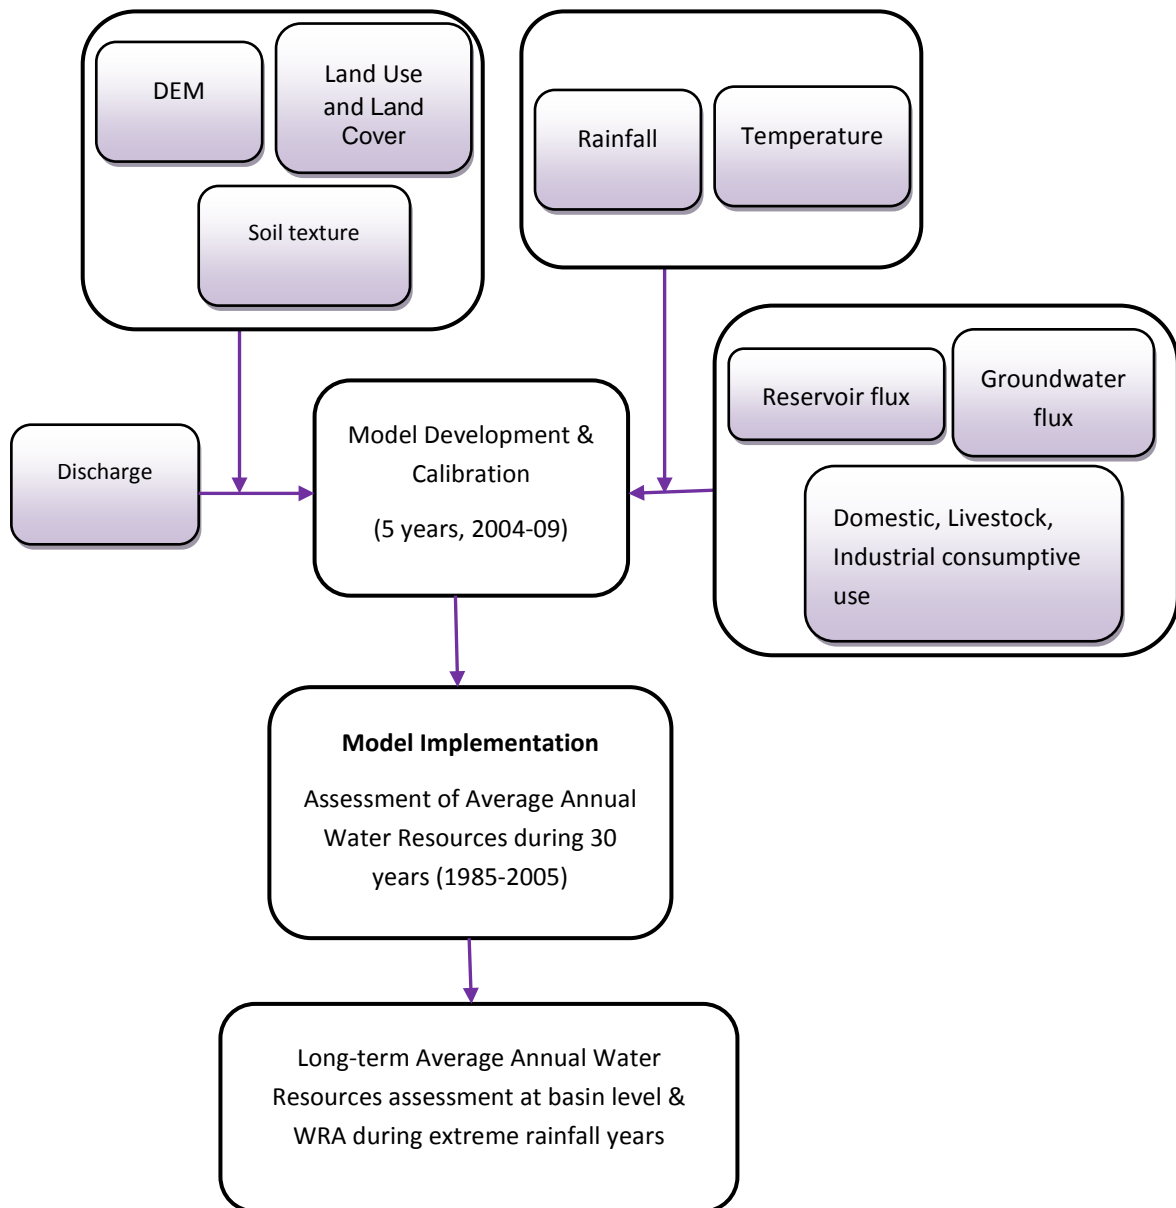 DEM
Land Use
and Land
Cover
Soil texture
Rainfall
Temperature
Reservoir flux
Groundwater
flux
Domestic, Livestock,
Industrial consumptive
use
Discharge
Model Development &
Calibration
(5 years, 2004-09)
Model Implementation
Assessment of Average Annual
Water Resources during 30
years (1985-2005)
Long-term Average Annual Water
Resources assessment at basin level &
WRA during extreme rainfall years